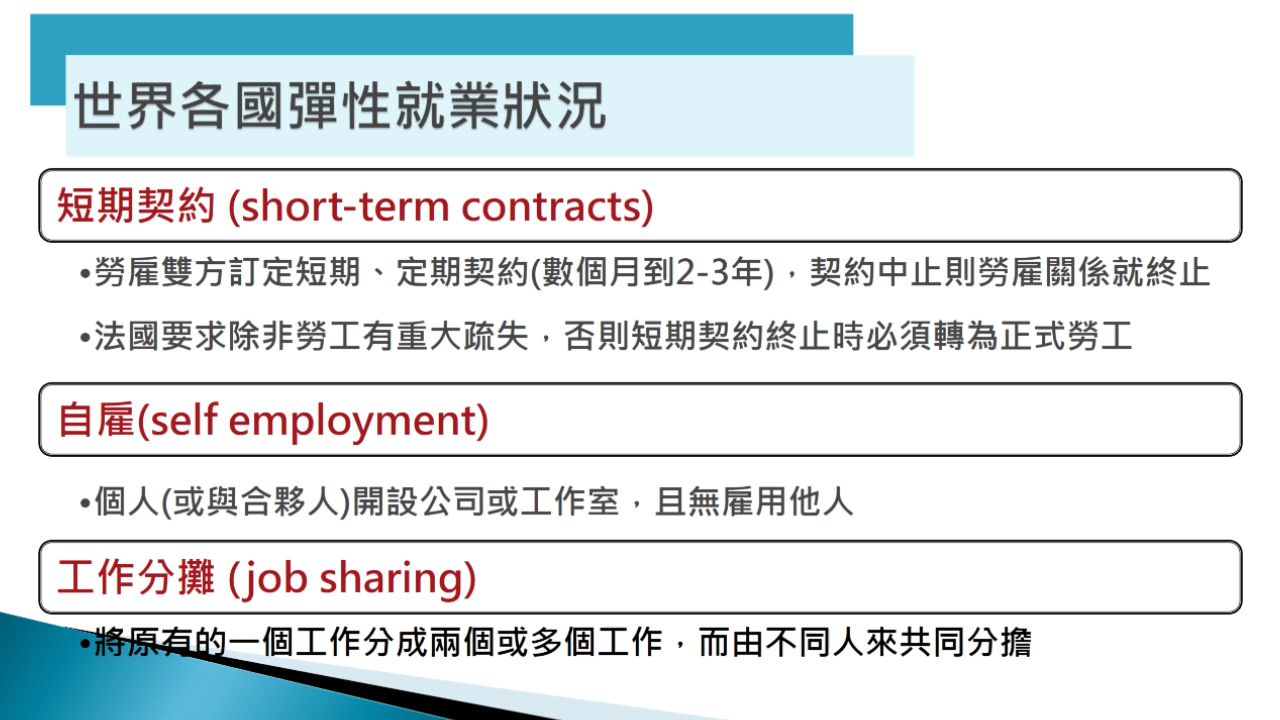 世界各國彈性就業狀況
短期契約 (short-term contracts)
•勞雇雙方訂定短期、定期契約(數個月到2-3年)，契約中止則勞雇關係就終止
•法國要求除非勞工有重大疏失，否則短期契約終止時必須轉為正式勞工
自雇(self employment)
•個人(或與合夥人)開設公司或工作室，且無雇用他人
工作分攤 (job sharing)
•將原有的一個工作分成兩個或多個工作，而由不同人來共同分擔